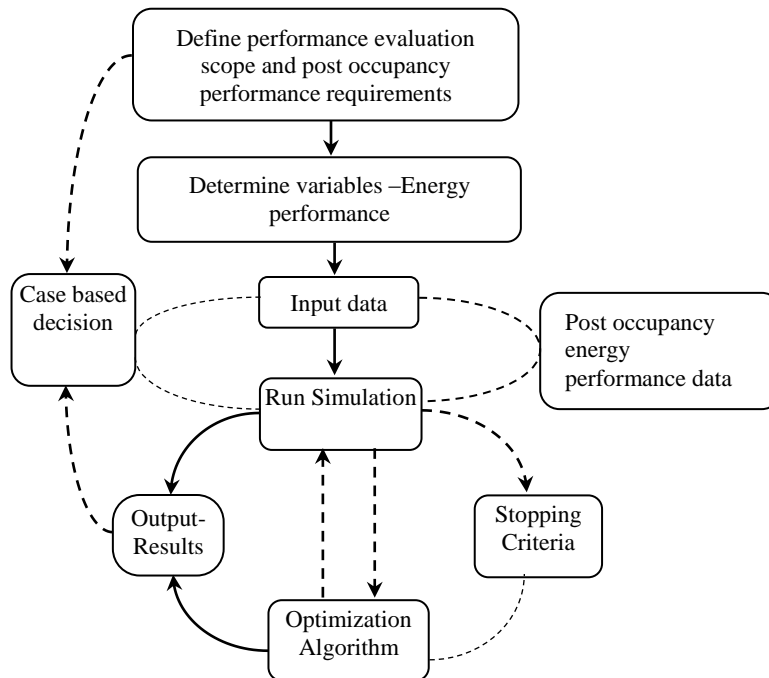 Define performance evaluation
scope and post occupancy
performance requirements
Determine variables –Energy
performance
Case based
decision
Input data
Post occupancy
energy
performance data
Run Simulation
Output-
Results
Stopping
Criteria
Optimization
Algorithm